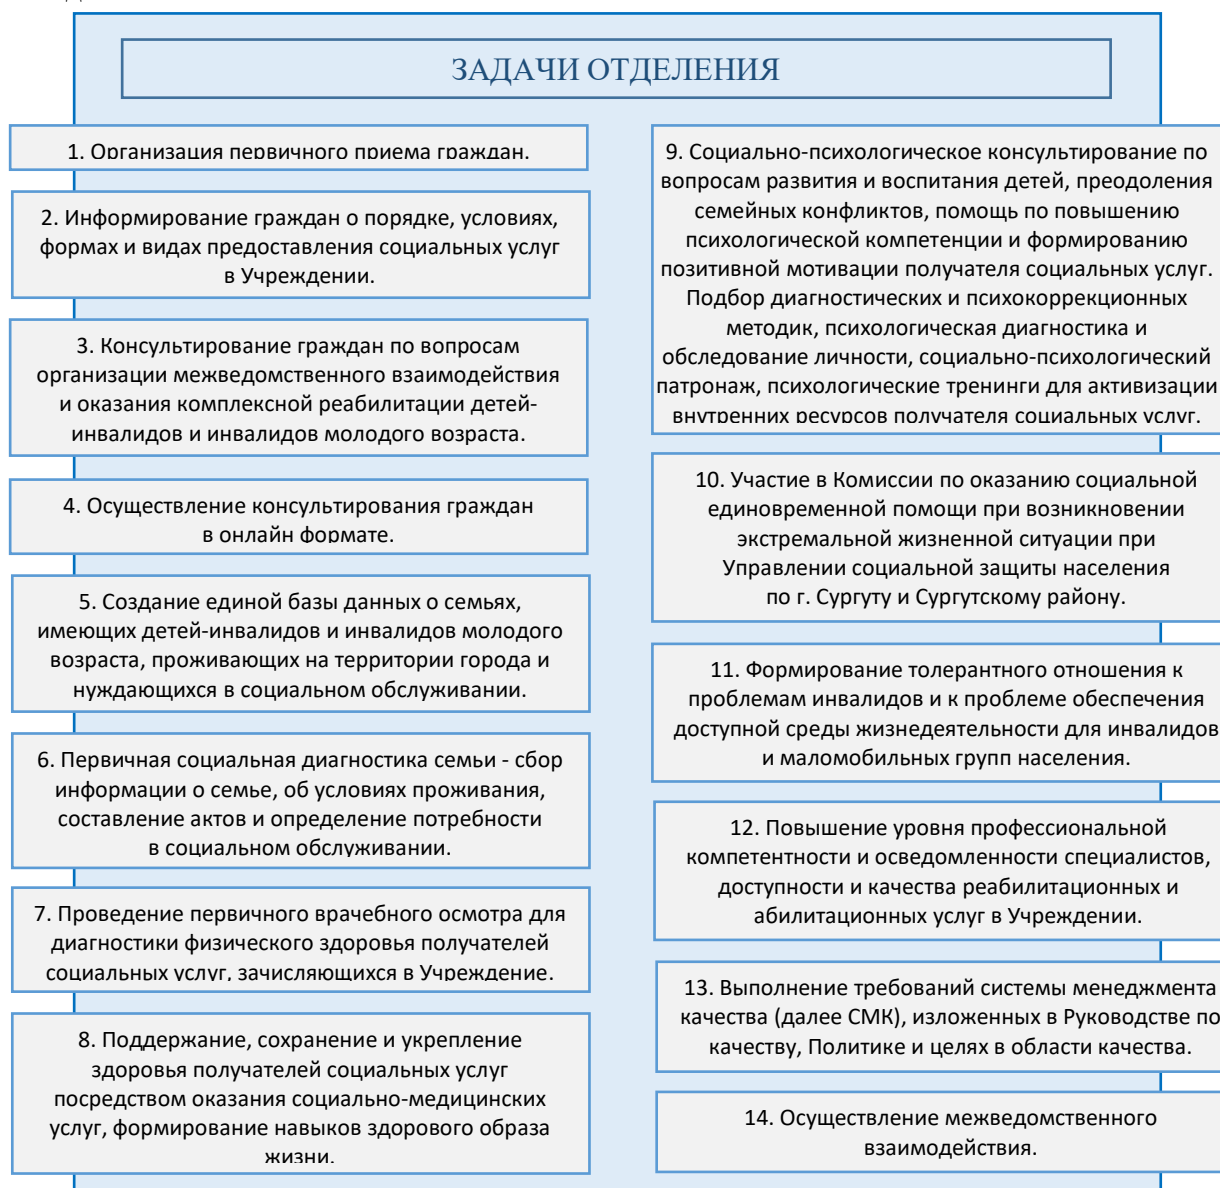 ЗАДАЧИ ОТДЕЛЕНИЯ
1. Организация первичного приема граждан.
2. Информирование граждан о порядке, условиях,
формах и видах предоставления социальных услуг
в Учреждении.
3. Консультирование граждан по вопросам
организации межведомственного взаимодействия
и оказания комплексной реабилитации детей-
инвалидов и инвалидов молодого возраста.
4. Осуществление консультирования граждан
в онлайн формате.
5. Создание единой базы данных о семьях,
имеющих детей-инвалидов и инвалидов молодого
возраста, проживающих на территории города и
нуждающихся в социальном обслуживании.
6. Первичная социальная диагностика семьи - сбор
информации о семье, об условиях проживания,
составление актов и определение потребности
в социальном обслуживании.
7. Проведение первичного врачебного осмотра для
диагностики физического здоровья получателей
социальных услуг, зачисляющихся в Учреждение.
8. Поддержание, сохранение и укрепление
здоровья получателей социальных услуг
посредством оказания социально-медицинских
услуг, формирование навыков здорового образа
жизни.
9. Социально-психологическое консультирование по
вопросам развития и воспитания детей, преодоления
семейных конфликтов, помощь по повышению
психологической компетенции и формированию
позитивной мотивации получателя социальных услуг.
Подбор диагностических и психокоррекционных
методик, психологическая диагностика и
обследование личности, социально-психологический
патронаж, психологические тренинги для активизации
внутренних ресурсов получателя социальных услуг.
10. Участие в Комиссии по оказанию социальной
единовременной помощи при возникновении
экстремальной жизненной ситуации при
Управлении социальной защиты населения
по г. Сургуту и Сургутскому району.
11. Формирование толерантного отношения к
проблемам инвалидов и к проблеме обеспечения
доступной среды жизнедеятельности для инвалидов
и маломобильных групп населения.
12. Повышение уровня профессиональной
компетентности и осведомленности специалистов,
доступности и качества реабилитационных и
абилитационных услуг в Учреждении.
13. Выполнение требований системы менеджмента
качества (далее СМК), изложенных в Руководстве по
качеству, Политике и целях в области качества.
14. Осуществление межведомственного
взаимодействия.